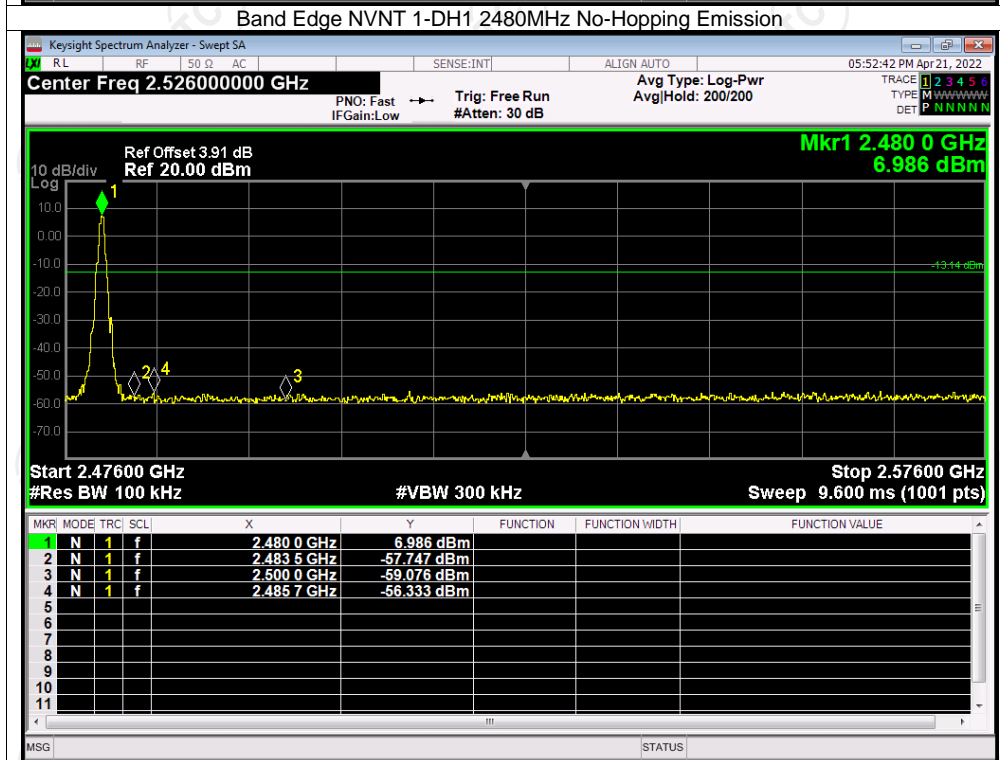 Band Edge NVNT 1-DH1 2480MHz No-Hopping Emission
Keysight Spectrum Analyzer - Swept SA
LXI RL RF 50 Ω AC SENSE:INT ALIGN AUTO 05:52:42 PM Apr 21, 2022
Center Freq 2.526000000 GHz
PNO: Fast
IFGain:Low
Trig: Free Run
#Atten: 30 dB
Avg Type: Log-Pwr
Avg|Hold: 200/200
TRACE 1 2 3 4 5 6
TYPE M WWWWW
DET P N N N N N
Mkr1 2.480 0 GHz
6.986 dBm
Ref Offset 3.91 dB
10 dB/div Ref 20.00 dBm
Log
1
10.0
0.00
-10.0
-13.14 dBm
-20.0
-30.0
-40.0
-50.0
2 4 3
-60.0
-70.0
Start 2.47600 GHz Stop 2.57600 GHz
#Res BW 100 kHz #VBW 300 kHz Sweep 9.600 ms (1001 pts)
MKR MODE TRC SCL X Y FUNCTION FUNCTION WIDTH FUNCTION VALUE
1 N 1 f 2.480 0 GHz 6.986 dBm
2 N 1 f 2.483 5 GHz -57.747 dBm
3 N 1 f 2.500 0 GHz -59.076 dBm
4 N 1 f 2.485 7 GHz -56.333 dBm
5
6
7
8
9
10
11
MSG STATUS